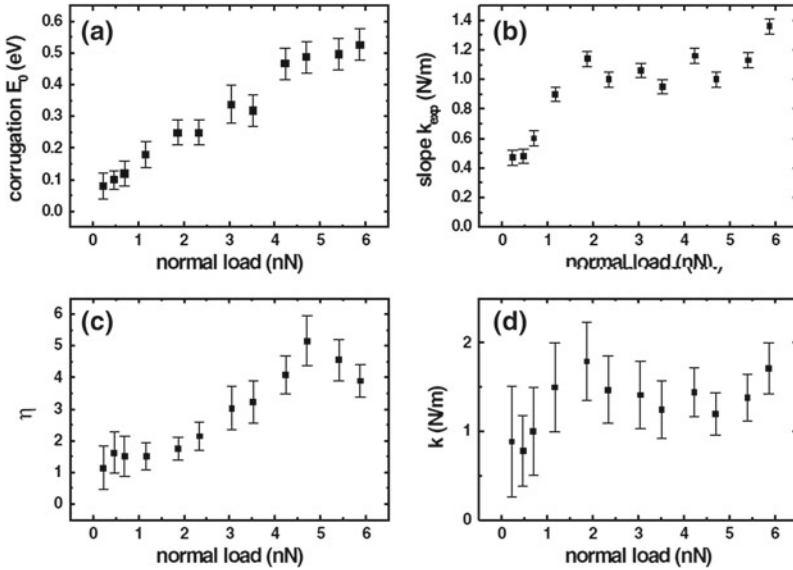 (a)
corrugation E₀ (eV)
0.6
0.5
0.4
0.3
0.2
0.1
0.0
0 1 2 3 4 5 6
normal load (nN)
(b)
slope k_exp (N/m)
1.4
1.2
1.0
0.8
0.6
0.4
0.2
0.0
0 1 2 3 4 5 6
normal load (nN)
(c)
η
6
5
4
3
2
1
0
0 1 2 3 4 5 6
normal load (nN)
(d)
k (N/m)
2
1
0
0 1 2 3 4 5 6
normal load (nN)